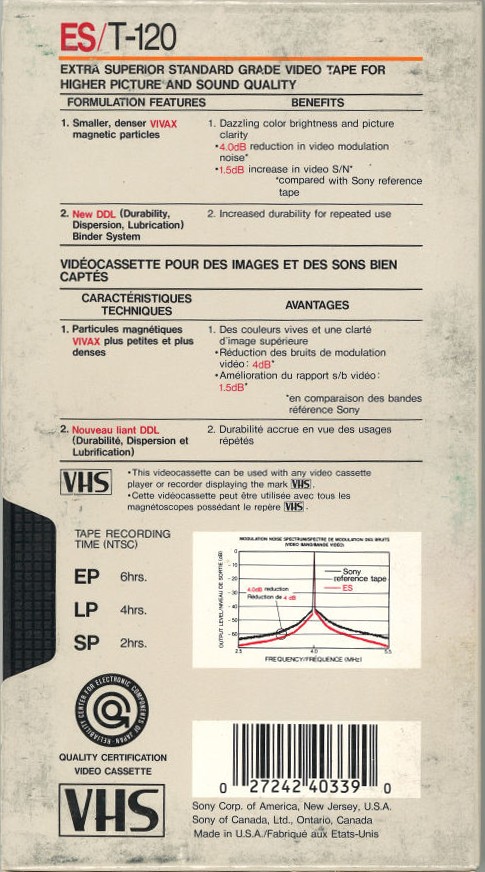 ES/T-120
EXTRA SUPERIOR STANDARD GRADE VIDEO TAPE FOR
HIGHER PICTURE AND SOUND QUALITY
FORMULATION FEATURES
BENEFITS
1. Smaller, denser VIVAX
magnetic particles
1. Dazzling color brightness and picture
clarity
•4.0dB reduction in video modulation
noise*
•1.5dB increase in video S/N*
*compared with Sony reference
tape
2. New DDL (Durability,
Dispersion, Lubrication)
Binder System
2. Increased durability for repeated use
VIDÉOCASSETTE POUR DES IMAGES ET DES SONS BIEN
CAPTÉS
CARACTÉRISTIQUES
TECHNIQUES
AVANTAGES
1. Particules magnétiques
VIVAX plus petites et plus
denses
1. Des couleurs vives et une clarté
d'image supérieure
•Réduction des bruits de modulation
vidéo: 4dB*
•Amélioration du rapport s/b vidéo:
1.5dB*
*en comparaison des bandes
référence Sony
2. Nouveau liant DDL
(Durabilité, Dispersion et
Lubrification)
2. Durabilité accrue en vue des usages
répétés
VHS
•This videocassette can be used with any video cassette
player or recorder displaying the mark VHS.
•Cette vidéocassette peut être utilisée avec tous les
magnétoscopes possédant le repère VHS.
TAPE RECORDING
TIME (NTSC)
EP 6hrs.
LP 4hrs.
SP 2hrs.
MODULATION NOISE SPECTRUM/SPECTRE DE MODULATION DES BRUITS
(VIDEO BAND/BANDE VIDEO)
OUTPUT LEVEL/NIVEAU DE SORTIE (dB)
0
-10
-20
-30
-40
-50
-60
Sony
reference tape
ES
4.0dB reduction
Réduction de 4 dB
2.5
4.0
5.5
FREQUENCY/FRÉQUENCE (MHz)
RELIABILITY CENTER FOR ELECTRONIC COMPONENTS OF JAPAN
QUALITY CERTIFICATION
VIDEO CASSETTE
VHS
0 27242 40339 0
Sony Corp. of America, New Jersey, U.S.A.
Sony of Canada, Ltd., Ontario, Canada
Made in U.S.A./Fabriqué aux Etats-Unis